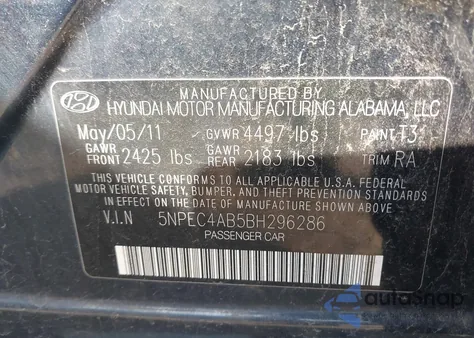 MANUFACTURED BY
HYUNDAI MOTOR MANUFACTURING ALABAMA, LLC
May/05/11 GVWR 4497 lbs PAINT T3
GAWR FRONT 2425 lbs GAWR REAR 2183 lbs TRIM RA
THIS VEHICLE CONFORMS TO ALL APPLICABLE U.S.A FEDERAL
MOTOR VEHICLE SAFETY, BUMPER, AND THEFT PREVENTION
STANDARDS IN EFFECT ON THE DATE OF MANUFACTURE SHOWN ABOVE.
V.I.N 5NPEC4AB5BH296286
PASSENGER CAR
autosnap